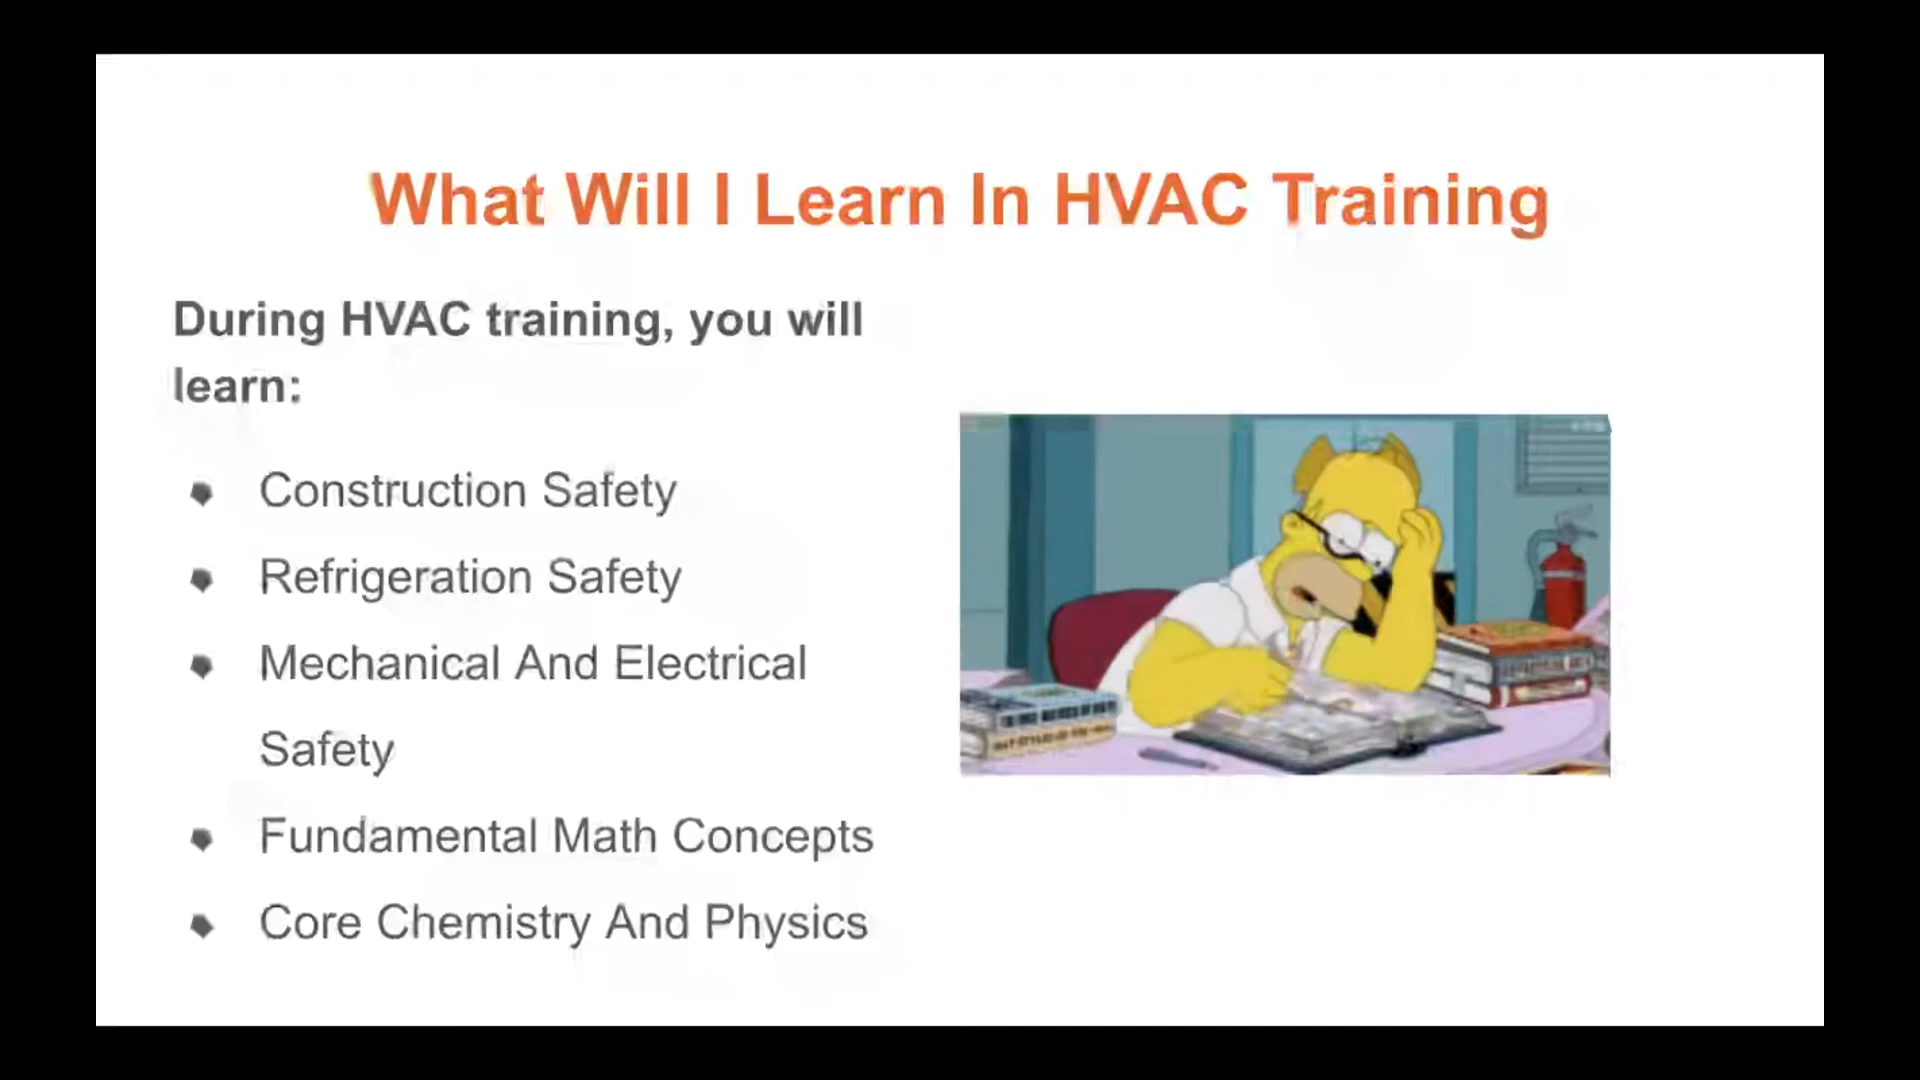 What Will I Learn In HVAC Training
During HVAC training, you will
learn:
Construction Safety
Refrigeration Safety
Mechanical And Electrical
Safety
Fundamental Math Concepts
Core Chemistry And Physics